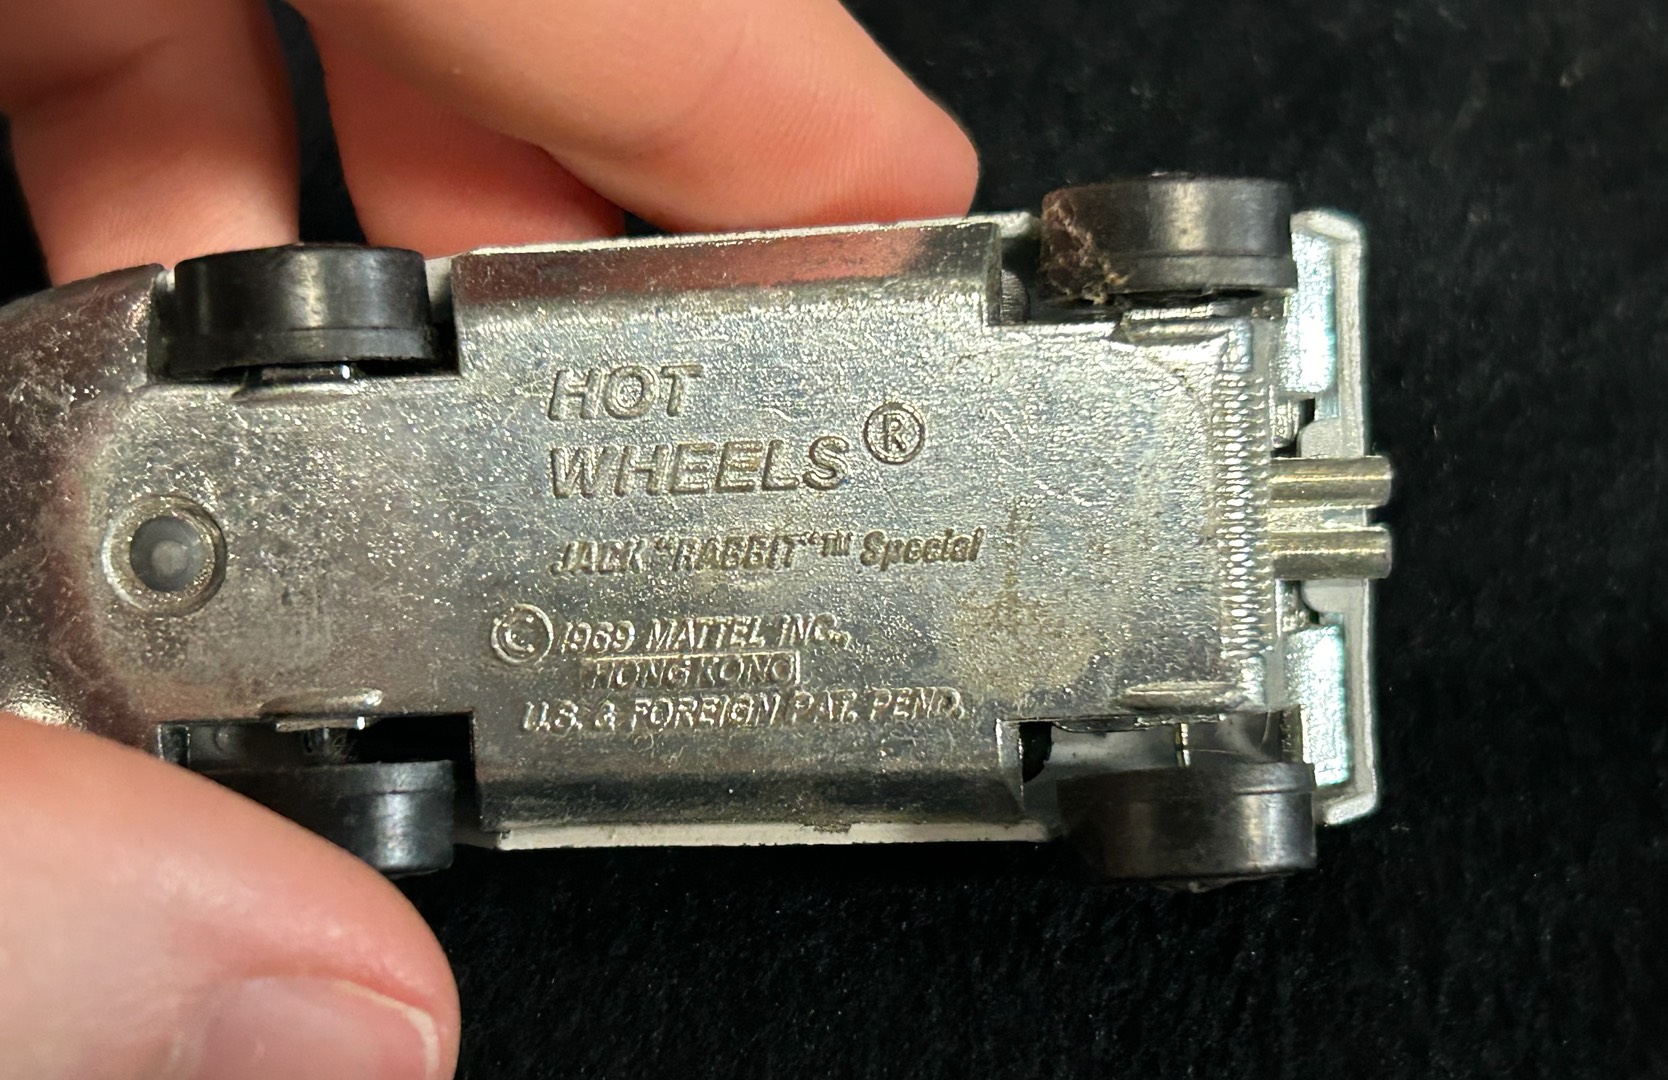 HOT
WHEELS®
JACK "RABBIT"™ Special
© 1969 MATTEL INC.,
HONG KONG
U.S. & FOREIGN PAT. PEND.